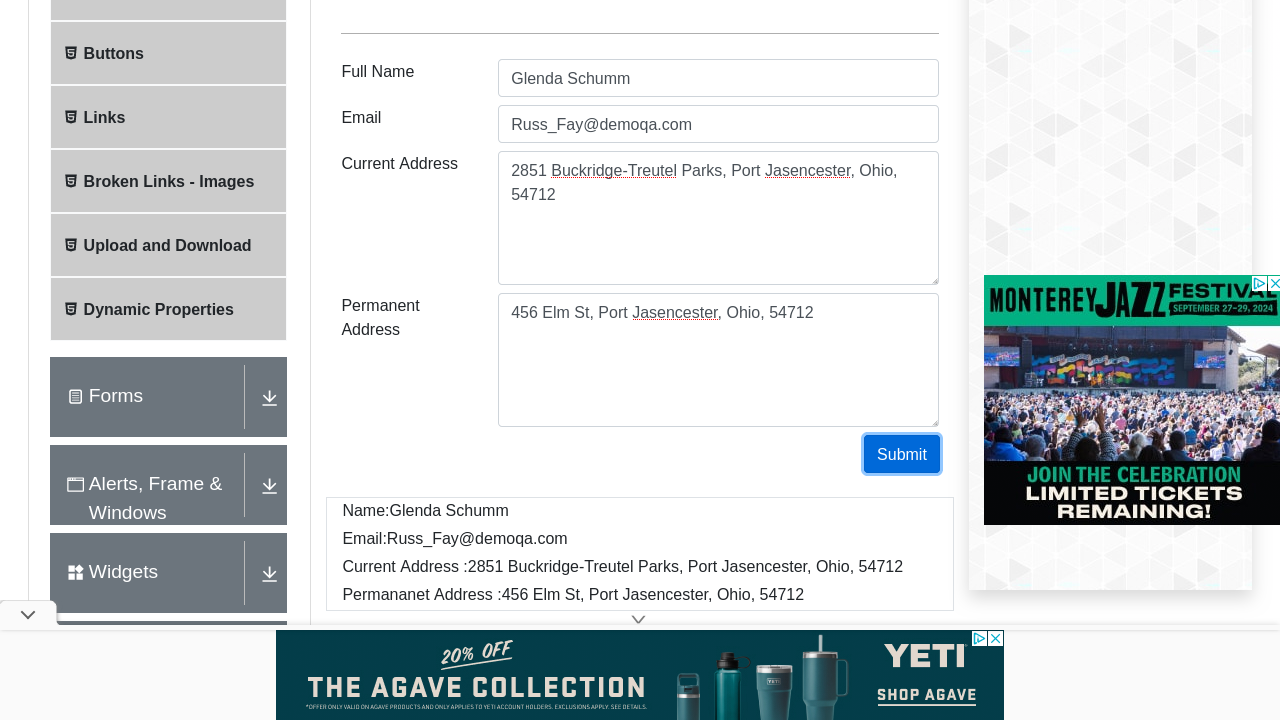 Buttons
Links
Broken Links - Images
Upload and Download
Dynamic Properties
Forms
Alerts, Frame &
Windows
Widgets
Full Name
Glenda Schumm
Email
Russ_Fay@demoqa.com
Current Address
2851 Buckridge-Treutel Parks, Port Jasencester, Ohio,
54712
Permanent
Address
456 Elm St, Port Jasencester, Ohio, 54712
Submit
Name:Glenda Schumm
Email:Russ_Fay@demoqa.com
Current Address :2851 Buckridge-Treutel Parks, Port Jasencester, Ohio, 54712
Permananet Address :456 Elm St, Port Jasencester, Ohio, 54712
MONTEREY JAZZ FESTIVAL
SEPTEMBER 27-29, 2024
JOIN THE CELEBRATION
LIMITED TICKETS
REMAINING!
20% OFF
THE AGAVE COLLECTION
*OFFER ONLY VALID ON AGAVE PRODUCTS AND ONLY APPLIES TO YETI ACCOUNT HOLDERS. EXCLUSIONS APPLY. SEE DETAILS.
YETI
SHOP AGAVE